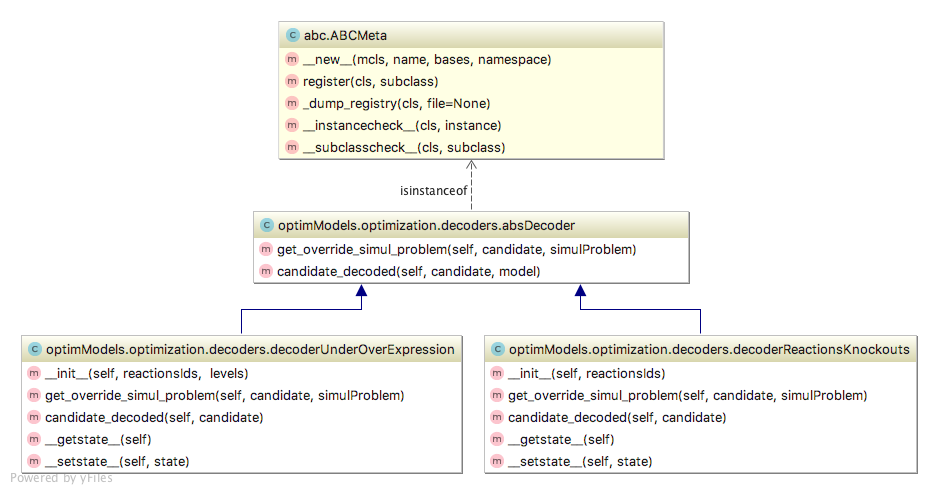 C abc.ABCMeta
m __new__(mcls, name, bases, namespace)
m register(cls, subclass)
m _dump_registry(cls, file=None)
m __instancecheck__(cls, instance)
m __subclasscheck__(cls, subclass)
isinstanceof
C optimModels.optimization.decoders.absDecoder
m get_override_simul_problem(self, candidate, simulProblem)
m candidate_decoded(self, candidate, model)
C optimModels.optimization.decoders.decoderUnderOverExpression
m __init__(self, reactionsIds, levels)
m get_override_simul_problem(self, candidate, simulProblem)
m candidate_decoded(self, candidate)
m __getstate__(self)
m __setstate__(self, state)
C optimModels.optimization.decoders.decoderReactionsKnockouts
m __init__(self, reactionsIds)
m get_override_simul_problem(self, candidate, simulProblem)
m candidate_decoded(self, candidate)
m __getstate__(self)
m __setstate__(self, state)
Powered by yFiles